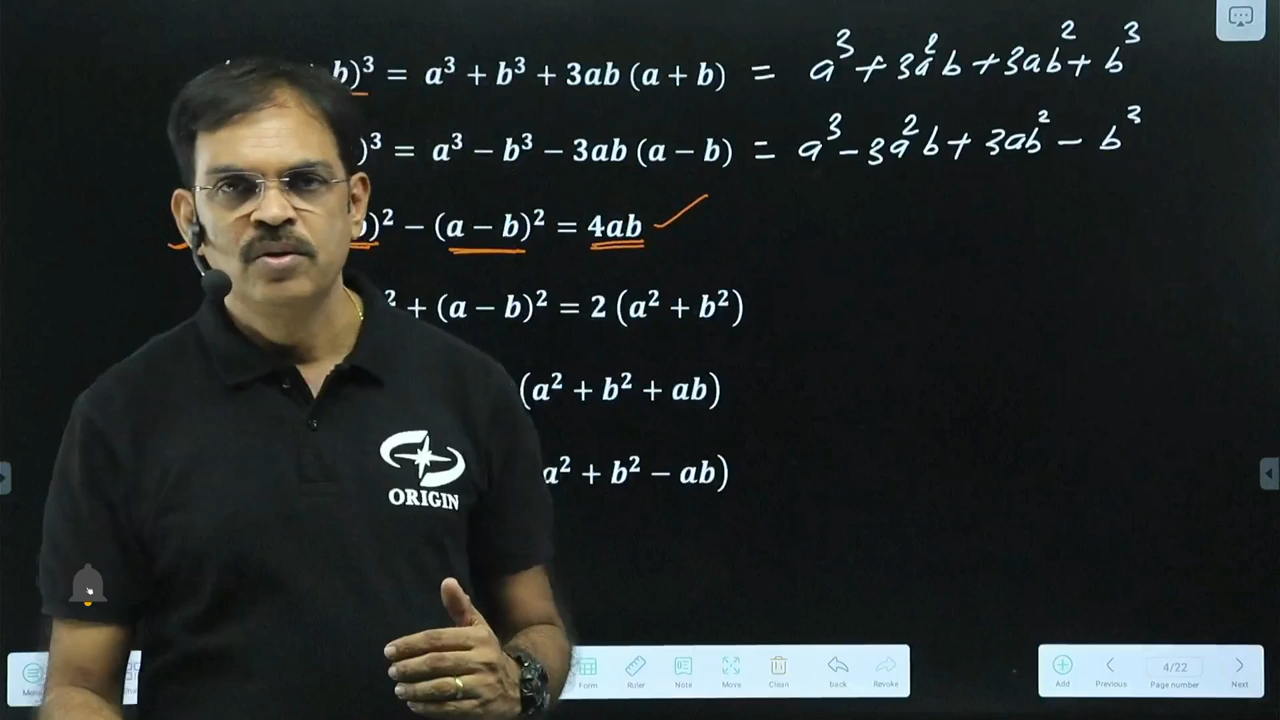 b)³ = a³ + b³ + 3ab (a + b) = a³ + 3a²b + 3ab² + b³
)³ = a³ − b³ − 3ab (a − b) = a³ − 3a²b + 3ab² − b³
)² − (a − b)² = 4ab
² + (a − b)² = 2 (a² + b²)
(a² + b² + ab)
a² + b² − ab)
ORIGIN
Form Ruler Note Move Clean back Revoke
Add Previous 4/22 Page number Next